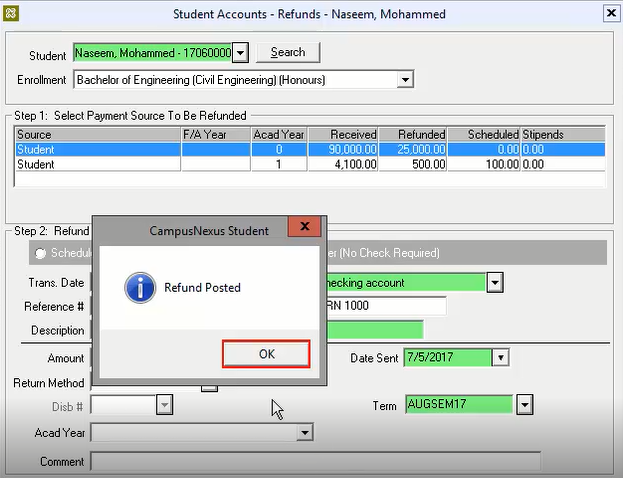 Student Accounts - Refunds - Naseem, Mohammed
Student Naseem, Mohammed - 17060000 Search
Enrollment Bachelor of Engineering (Civil Engineering) (Honours)
Step 1: Select Payment Source To Be Refunded
Source F/A Year Acad Year Received Refunded Scheduled Stipends
Student 0 90,000.00 25,000.00 0.00 0.00
Student 1 4,100.00 500.00 100.00 0.00
Step 2: Refund
CampusNexus Student
(No Check Required)
Refund Posted
OK
Trans. Date hecking account
Reference # RN 1000
Description
Amount Date Sent 7/5/2017
Return Method
Disb # Term AUGSEM17
Acad Year
Comment